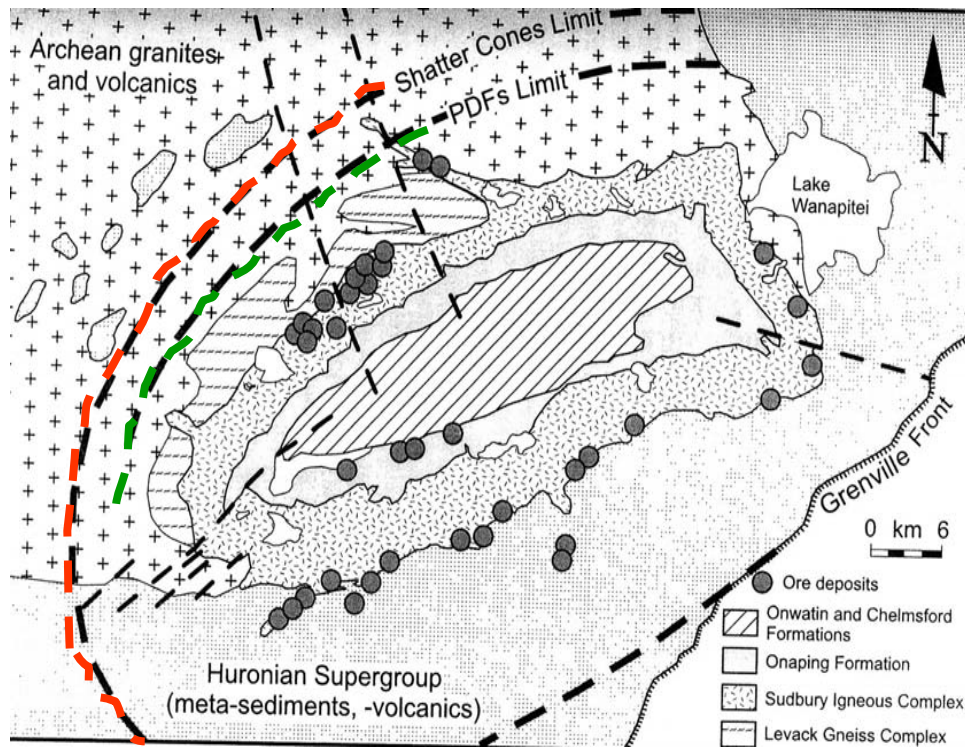 Archean granites
and volcanics
Shatter Cones Limit
PDFs Limit
N
Lake
Wanapitei
Grenville Front
0 km 6
Ore deposits
Onwatin and Chelmsford
Formations
Onaping Formation
Sudbury Igneous Complex
Levack Gneiss Complex
Huronian Supergroup
(meta-sediments, -volcanics)